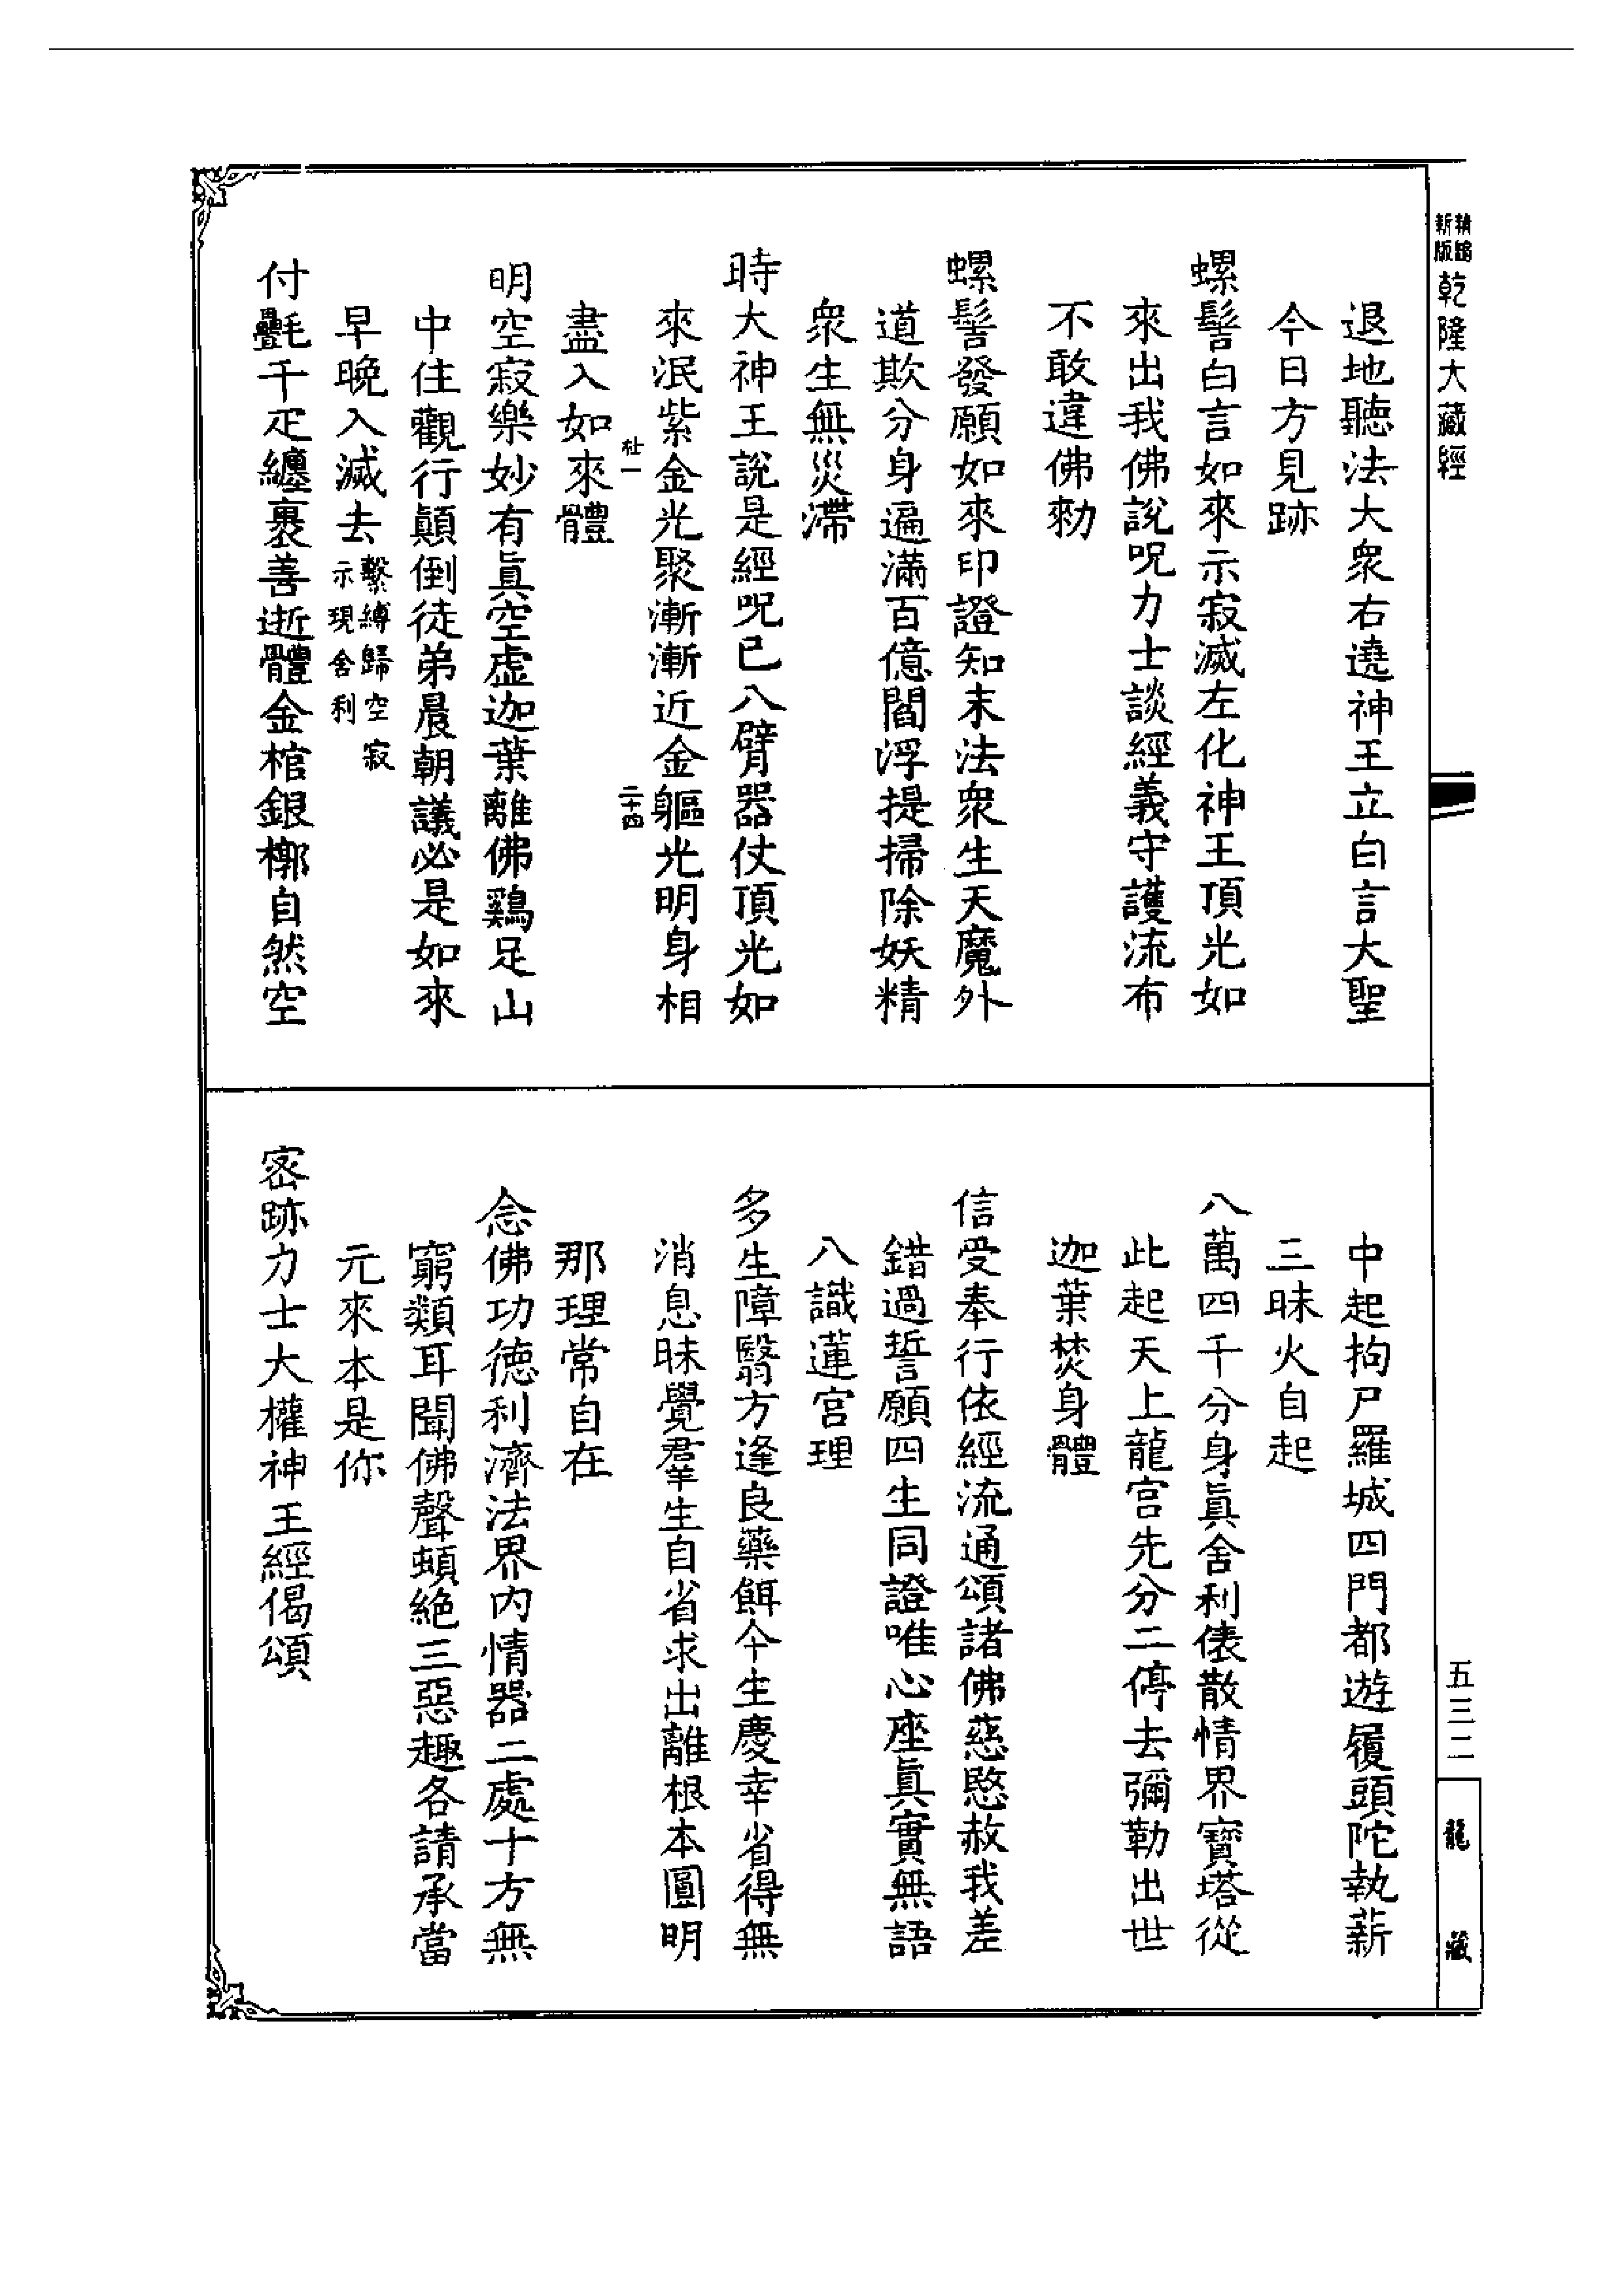 新版
精縮
乾隆大藏經
退地聽法大衆右遶神王立白言大聖
今日方見跡
螺髻白言如來示寂滅左化神王頂光如
來出我佛說呪力士談經義守護流布
不敢違佛勑
螺髻發願如來印證知末法衆生天魔外
道欺分身遍滿百億閻浮提掃除妖精
衆生無災滯
時大神王說是經呪已八臂器仗頂光如
來泯紫金光聚漸漸近金軀光明身相
盡入如來體
二十四
明空寂樂妙有眞空虛迦葉離佛鷄足山
中住觀行顛倒徒弟晨朝議必是如來
早晚入滅去
繫縛歸空寂
示現舍利
付㲲千疋纏裹善逝體金棺銀槨自然空
中起拘尸羅城四門都遊履頭陀執薪
三昧火自起
八萬四千分身眞舍利俵散情界寶塔從
此起天上龍宫先分二停去彌勒出世
迦葉焚身體
信受奉行依經流通頌諸佛慈愍赦我差
錯過誓願四生同證唯心座眞實無語
八識蓮宫理
多生障翳方逢良藥餌今生慶幸省得無
消息昧覺羣生自省求出離根本圓明
那理常自在
念佛功德利濟法界内情器二處十方無
窮類耳聞佛聲頓絕三惡趣各請承當
元來本是你
密跡力士大權神王經偈頌
五三二
龍藏